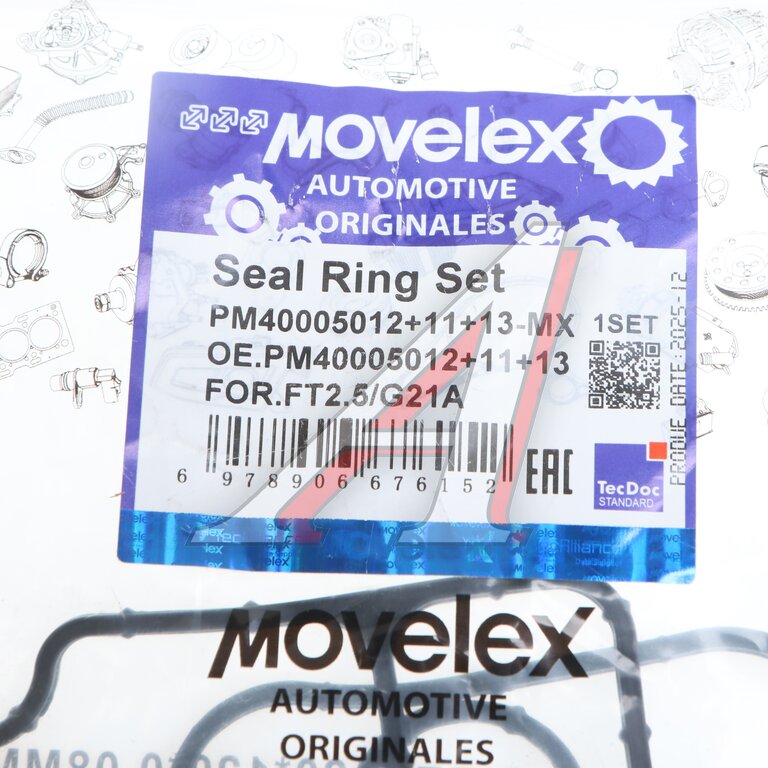 MOVELEX
AUTOMOTIVE
ORIGINALES
Seal Ring Set
PM40005012+11+13-MX 1SET
OE.PM40005012+11+13
FOR.FT2.5/G21A
6 978906 676152
EAC
TecDoc
STANDARD
PRODUE DATE:2025-12
MOVELEX
AUTOMOTIVE
ORIGINALES